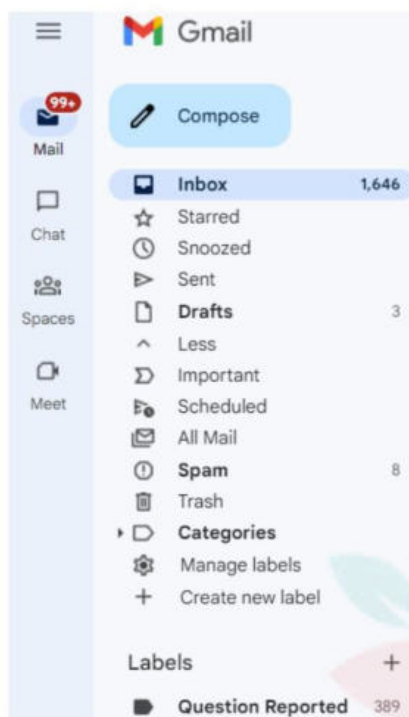 Gmail
99+
Compose
Mail
Inbox 1,646
Starred
Chat
Snoozed
Sent
Spaces
Drafts 3
Less
Important
Meet
Scheduled
All Mail
Spam 8
Trash
Categories
Manage labels
Create new label
Labels +
Question Reported 389